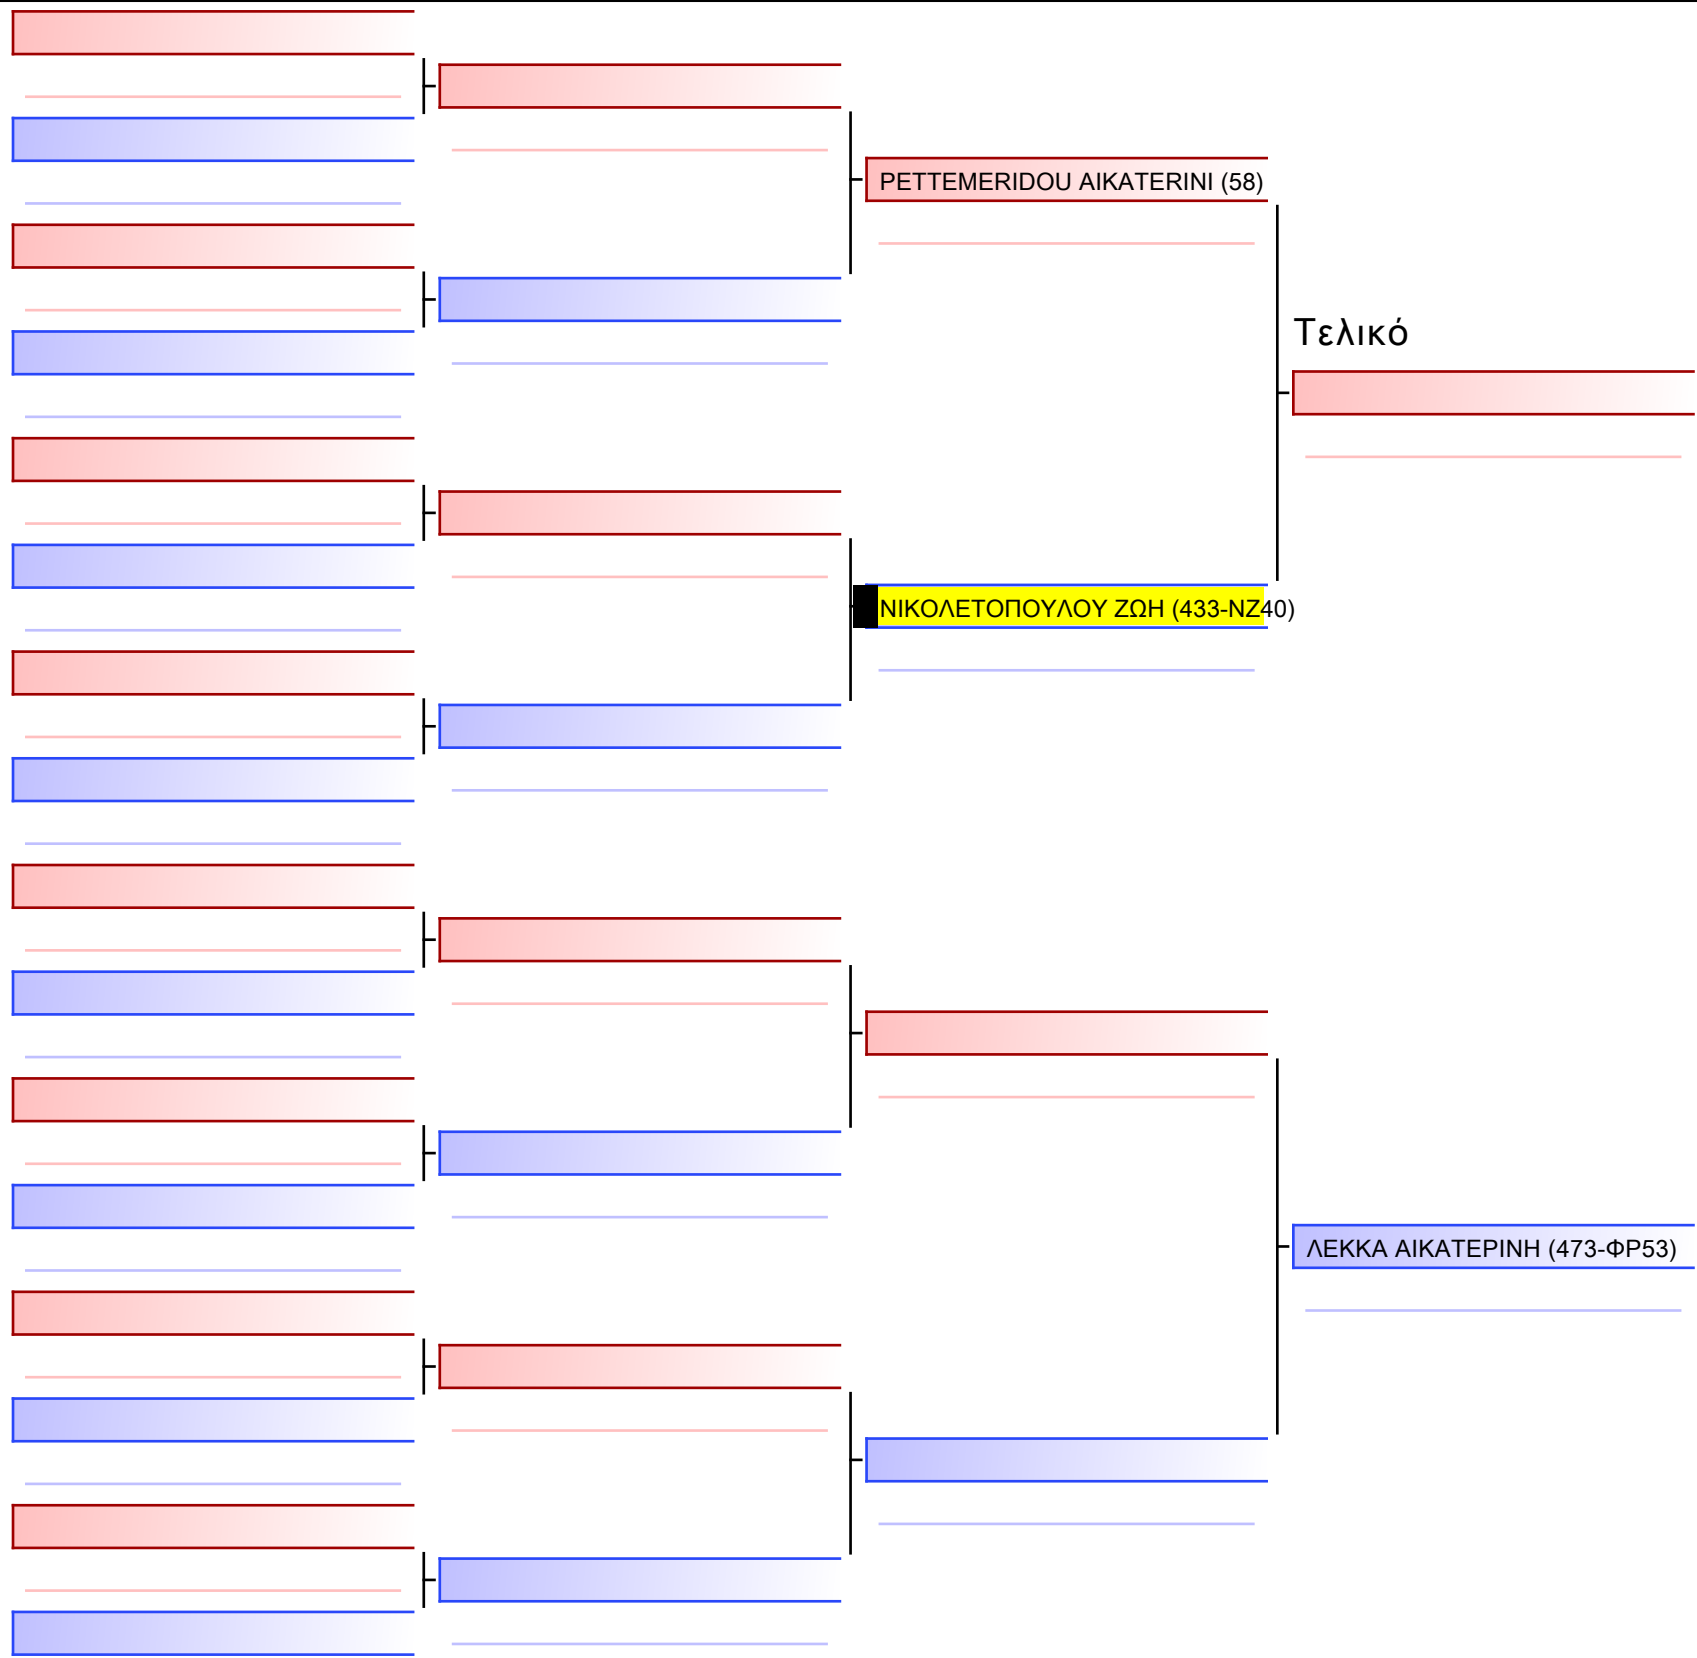 PETTEMERIDOU AIKATERINI (58)
Τελικό
ΝΙΚΟΛΕΤΟΠΟΥΛΟΥ ΖΩΗ (433-ΝΖ40)
ΛΕΚΚΑ ΑΙΚΑΤΕΡΙΝΗ (473-ΦΡ53)